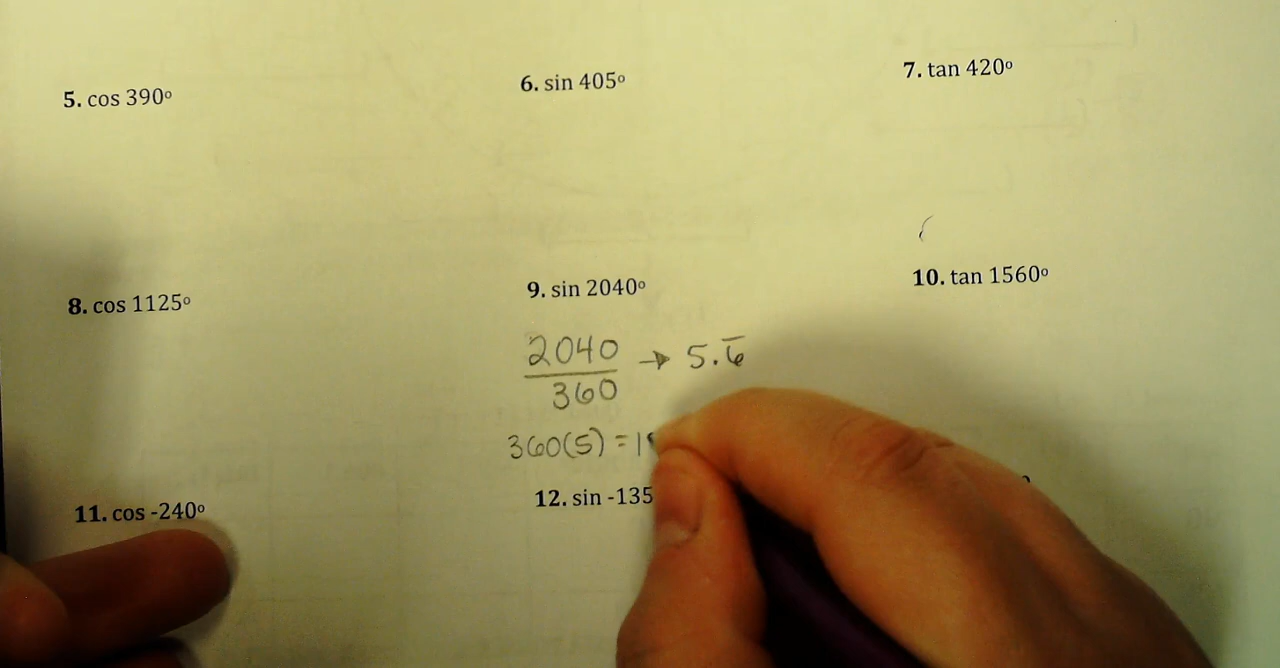 5. cos 390°
6. sin 405°
7. tan 420°
8. cos 1125°
9. sin 2040°
10. tan 1560°
2040
360
→ 5.6̅
360(5) = 1
11. cos -240°
12. sin -135